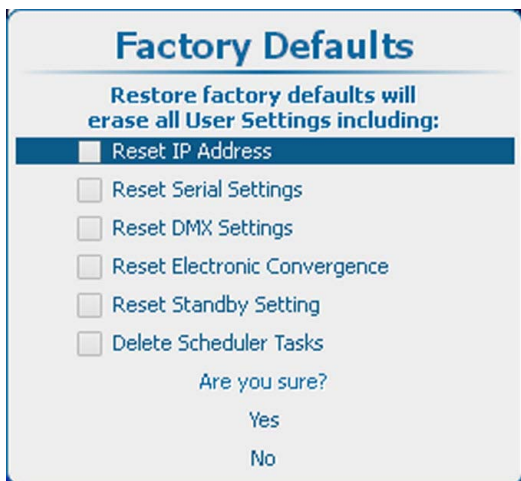 Factory Defaults
Restore factory defaults will
erase all User Settings including:
Reset IP Address
Reset Serial Settings
Reset DMX Settings
Reset Electronic Convergence
Reset Standby Setting
Delete Scheduler Tasks
Are you sure?
Yes
No